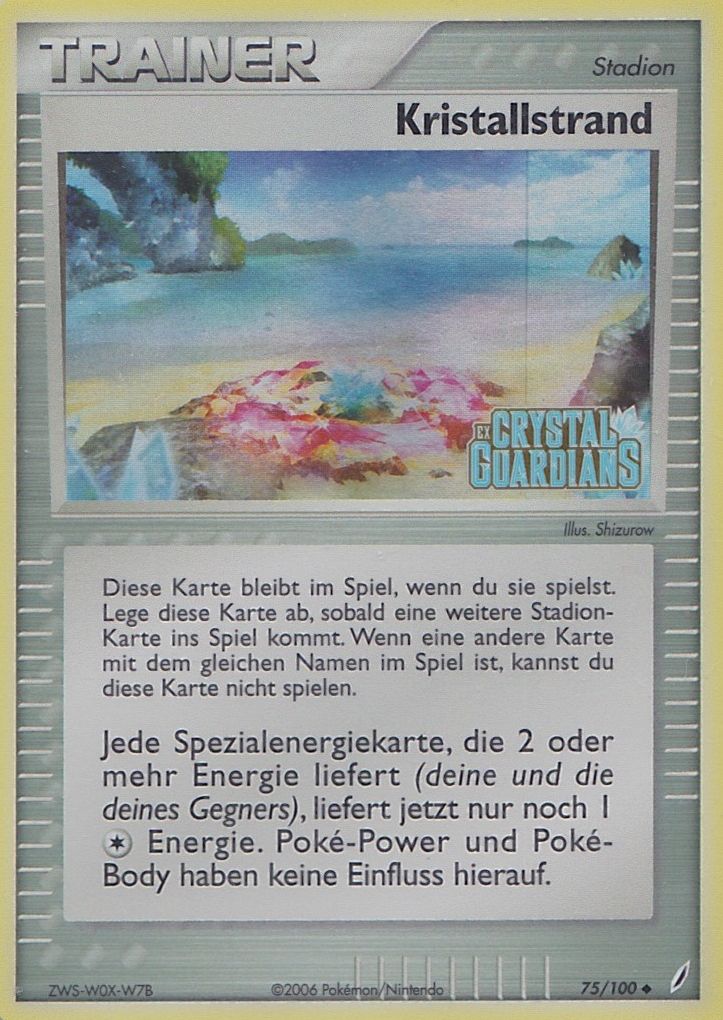 TRAINER
Stadion
Kristallstrand
EX CRYSTAL
GUARDIANS
Illus. Shizurow
Diese Karte bleibt im Spiel, wenn du sie spielst.
Lege diese Karte ab, sobald eine weitere Stadion-
Karte ins Spiel kommt. Wenn eine andere Karte
mit dem gleichen Namen im Spiel ist, kannst du
diese Karte nicht spielen.
Jede Spezialenergiekarte, die 2 oder
mehr Energie liefert (deine und die
deines Gegners), liefert jetzt nur noch 1
Energie. Poké-Power und Poké-
Body haben keine Einfluss hierauf.
ZWS-W0X-W7B
©2006 Pokémon/Nintendo
75/100